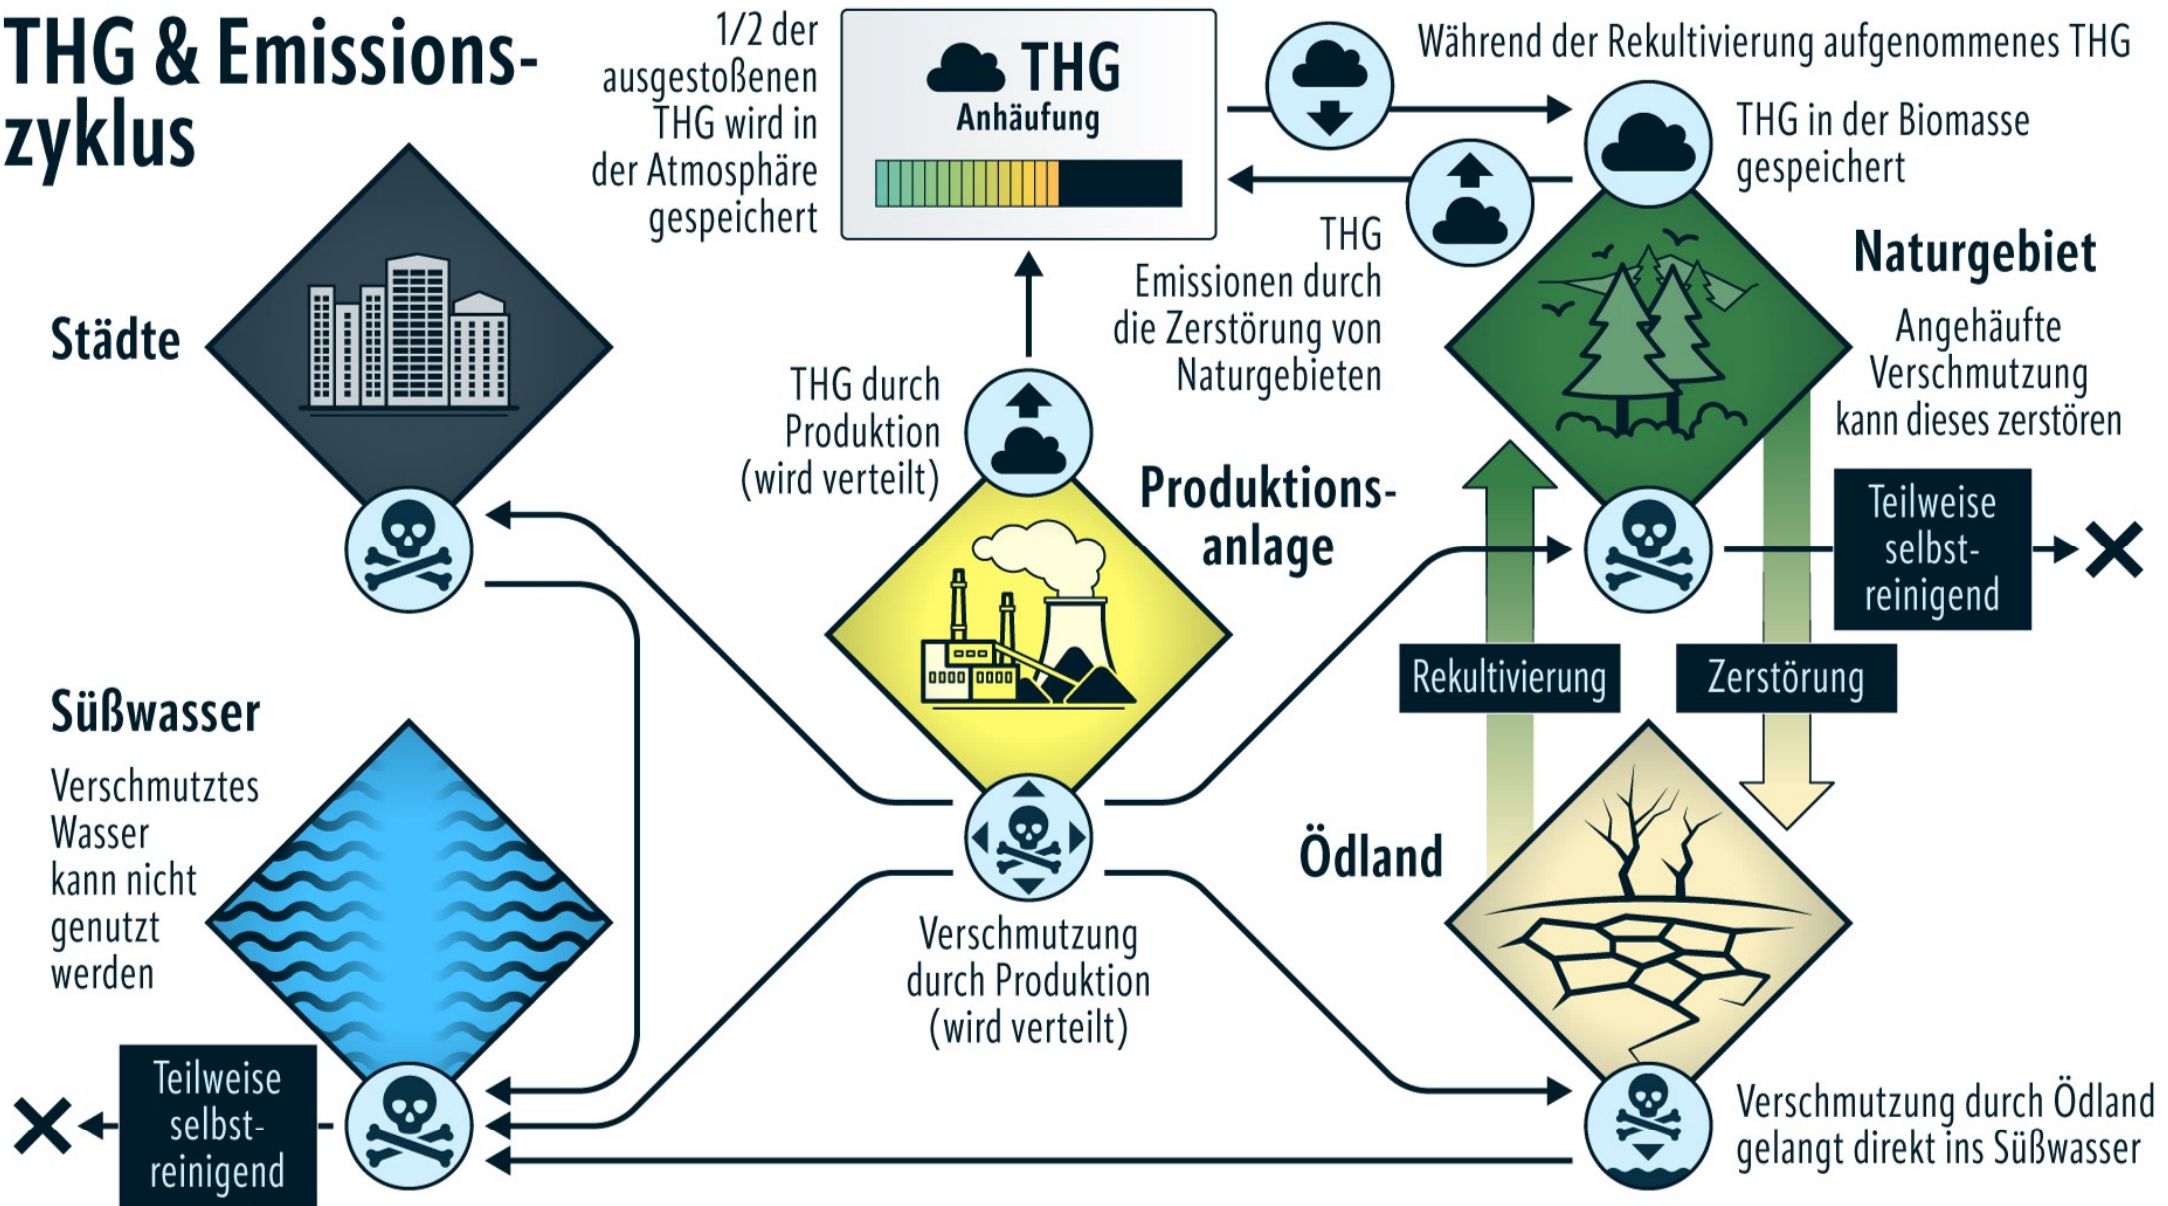 THG & Emissions-
zyklus
1/2 der
ausgestoßenen
THG wird in
der Atmosphäre
gespeichert
THG
Anhäufung
Während der Rekultivierung aufgenommenes THG
THG in der Biomasse
gespeichert
THG
Emissionen durch
die Zerstörung von
Naturgebieten
Naturgebiet
Angehäufte
Verschmutzung
kann dieses zerstören
Städte
THG durch
Produktion
(wird verteilt)
Produktions-
anlage
Teilweise
selbst-
reinigend
Rekultivierung
Zerstörung
Süßwasser
Verschmutztes
Wasser
kann nicht
genutzt
werden
Ödland
Verschmutzung
durch Produktion
(wird verteilt)
Teilweise
selbst-
reinigend
Verschmutzung durch Ödland
gelangt direkt ins Süßwasser